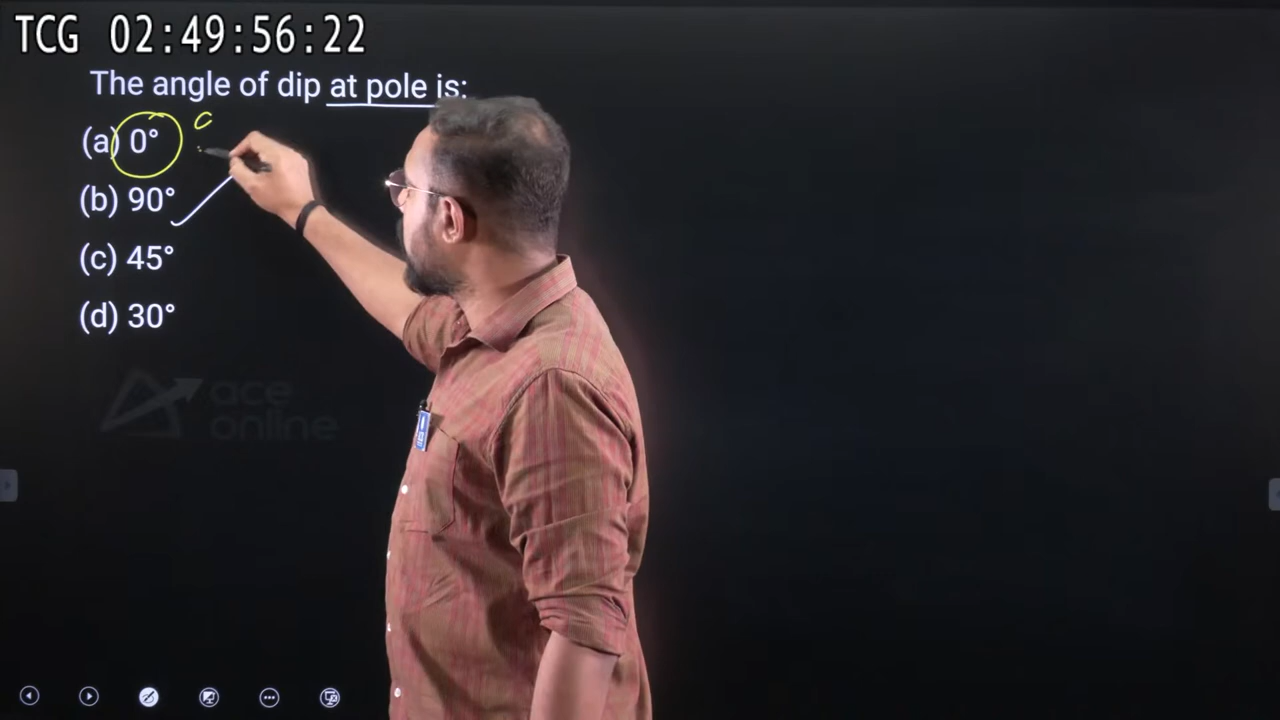 TCG 02:49:56:22
The angle of dip at pole is:
(a) 0°
(b) 90°
(c) 45°
(d) 30°
ace
online